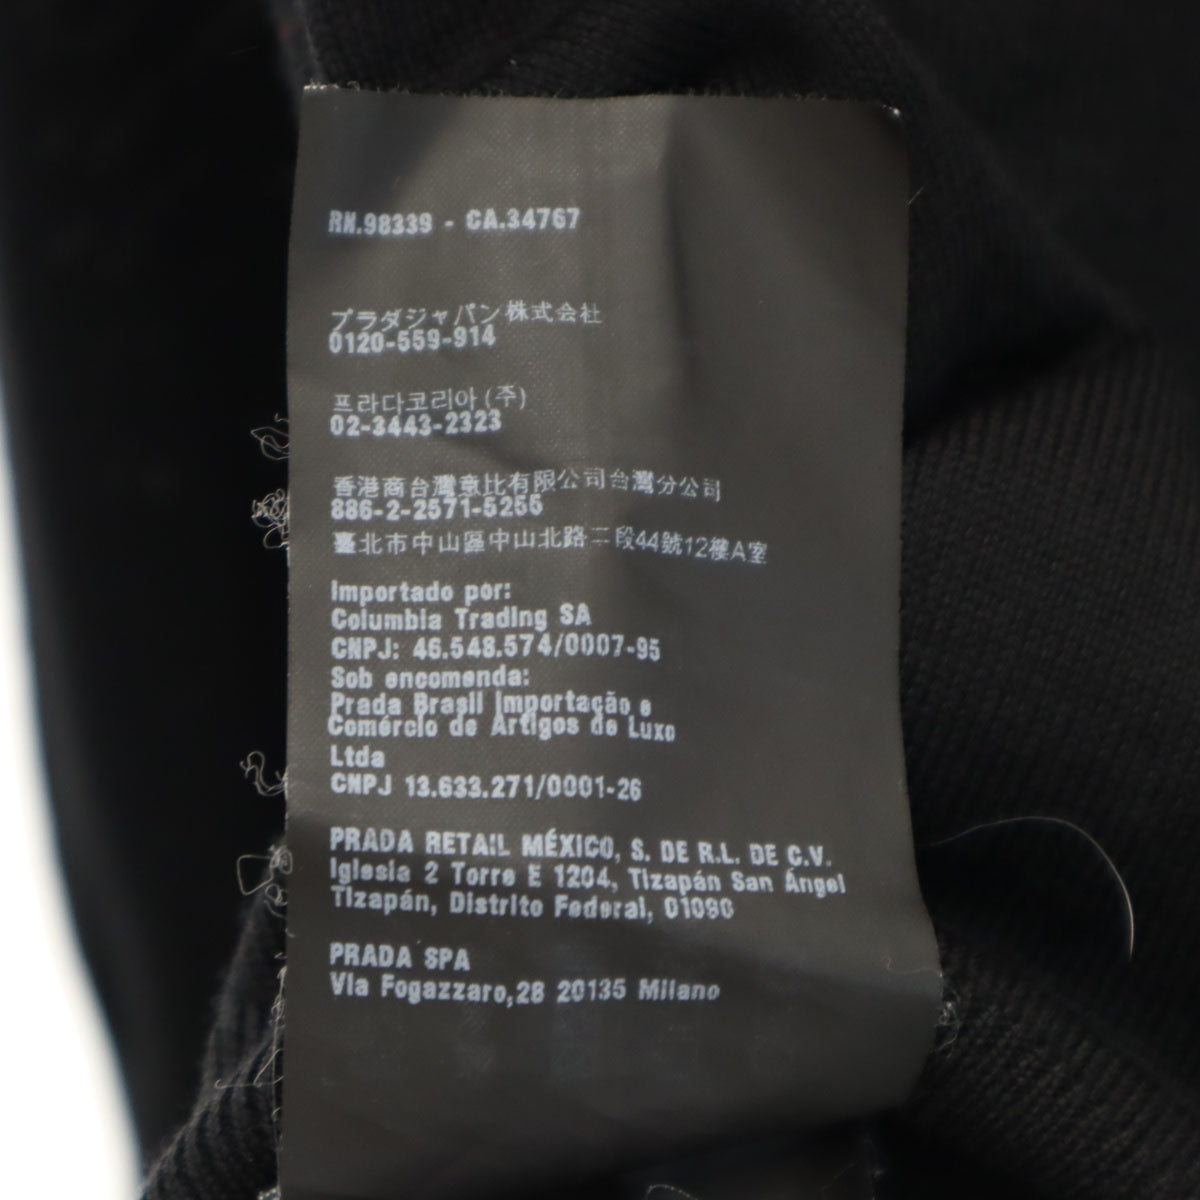 RN.98339 - CA.34767
プラダジャパン株式会社
0120-559-914
프라다코리아(주)
02-3443-2323
香港商台灣意比有限公司台灣分公司
886-2-2571-5255
臺北市中山區中山北路二段44號12樓A室
Importado por:
Columbia Trading SA
CNPJ: 46.548.574/0007-95
Sob encomenda:
Prada Brasil Importação e
Comércio de Artigos de Luxo
Ltda
CNPJ 13.633.271/0001-26
PRADA RETAIL MÉXICO, S. DE R.L. DE C.V.
Iglesia 2 Torre E 1204, Tizapán San Ángel
Tizapán, Distrito Federal, 01090
PRADA SPA
Via Fogazzaro,28 20135 Milano